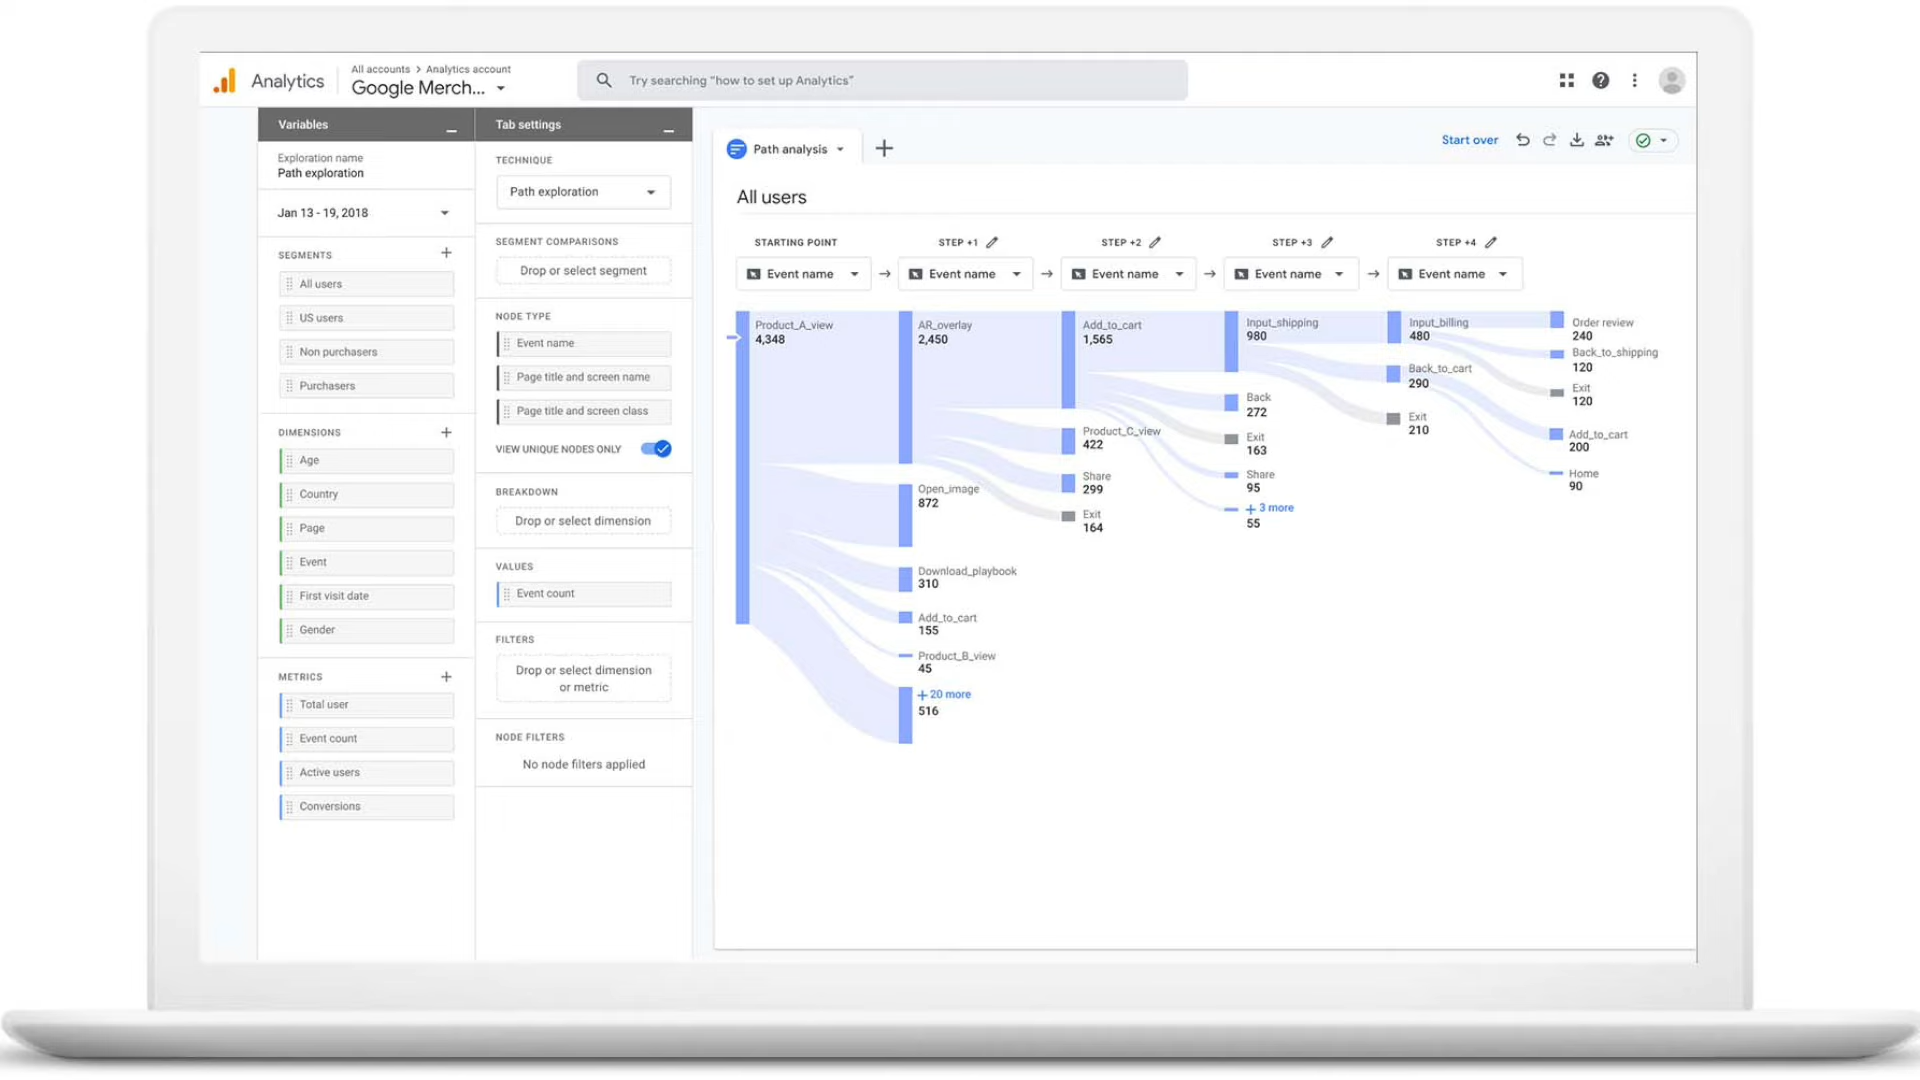 Analytics
All accounts > Analytics account
Google Merch...
Try searching "how to set up Analytics"
Variables
Exploration name
Path exploration
Jan 13 - 19, 2018
SEGMENTS
All users
US users
Non purchasers
Purchasers
DIMENSIONS
Age
Country
Page
Event
First visit date
Gender
METRICS
Total user
Event count
Active users
Conversions
Tab settings
TECHNIQUE
Path exploration
SEGMENT COMPARISONS
Drop or select segment
NODE TYPE
Event name
Page title and screen name
Page title and screen class
VIEW UNIQUE NODES ONLY
BREAKDOWN
Drop or select dimension
VALUES
Event count
FILTERS
Drop or select dimension
or metric
NODE FILTERS
No node filters applied
Path analysis
Start over
All users
STARTING POINT
STEP +1
STEP +2
STEP +3
STEP +4
Event name
Event name
Event name
Event name
Event name
Product_A_view
4,348
AR_overlay
2,450
Open_image
872
Download_playbook
310
Add_to_cart
155
Product_B_view
45
+ 20 more
516
Add_to_cart
1,565
Product_C_view
422
Share
299
Exit
164
Input_shipping
980
Back
272
Exit
163
Share
95
+ 3 more
55
Input_billing
480
Back_to_cart
290
Exit
210
Order review
240
Back_to_shipping
120
Exit
120
Add_to_cart
200
Home
90